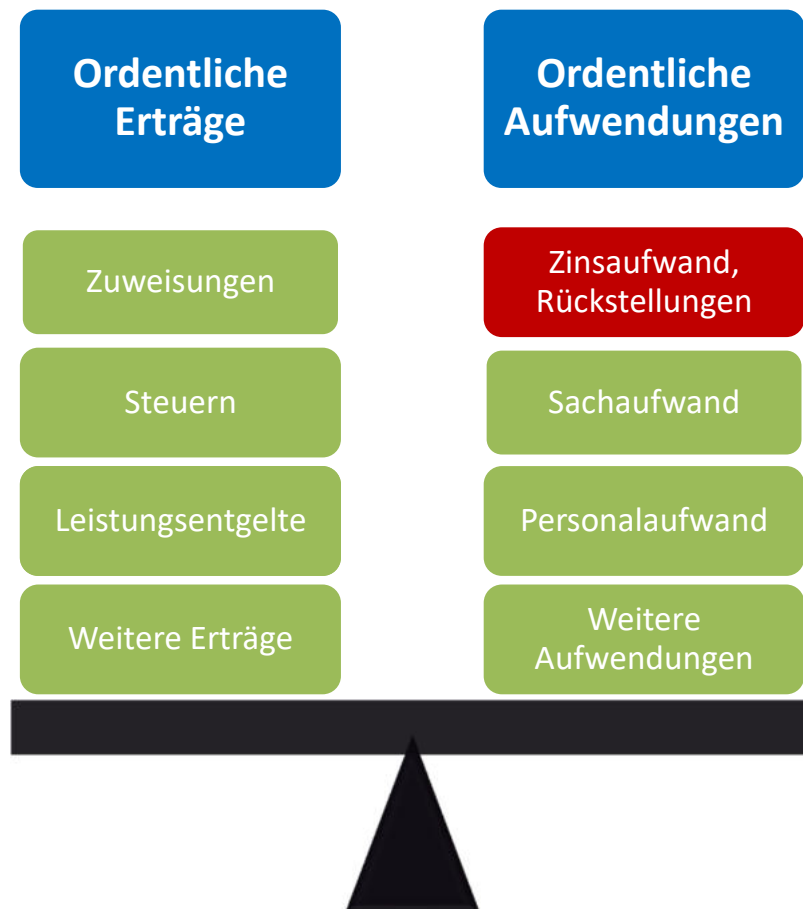 Ordentliche
Erträge
Zuweisungen
Steuern
Leistungsentgelte
Weitere Erträge
Ordentliche
Aufwendungen
Zinsaufwand,
Rückstellungen
Sachaufwand
Personalaufwand
Weitere
Aufwendungen